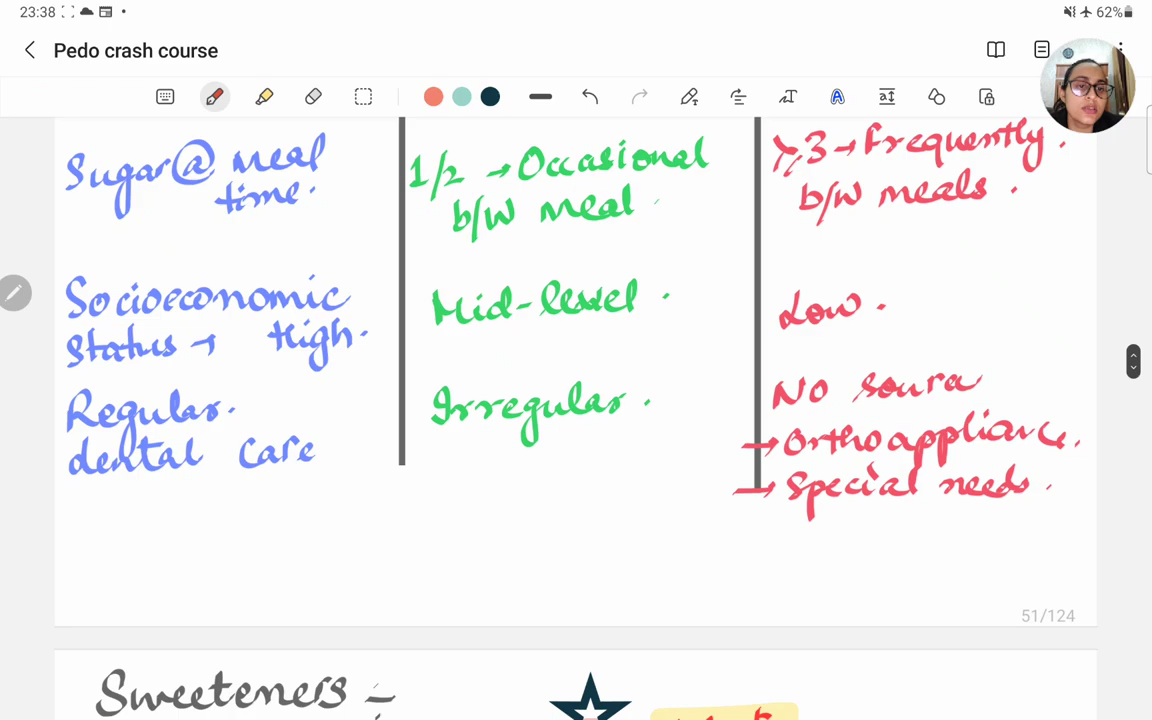 23:38
62%
Pedo crash course
Sugar @ meal time.
1/2 → Occasional b/w meal
≥3 → frequently. b/w meals.
Socioeconomic status → High.
Mid-level.
Low.
Regular. dental care
Irregular.
No soura
→ Ortho appliance.
→ Special needs.
51/124
Sweeteners =